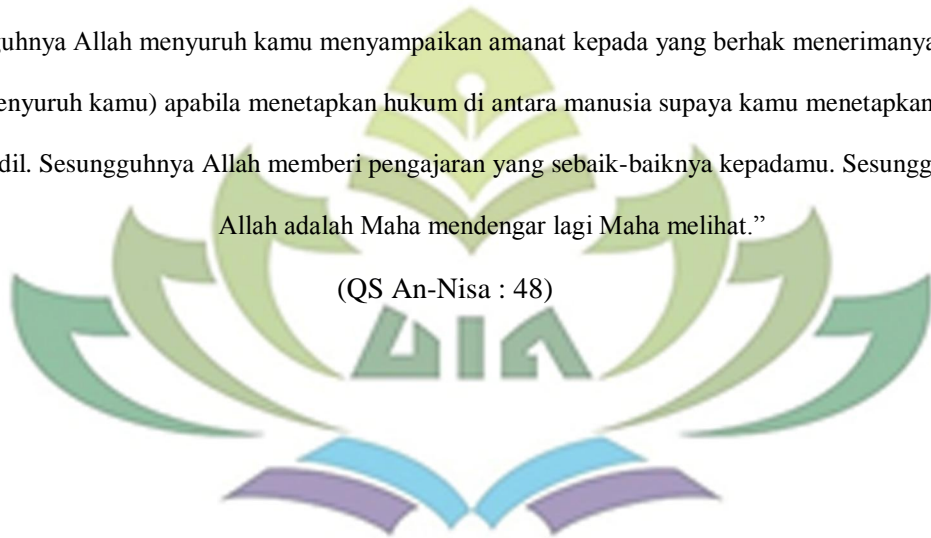 guhnya Allah menyuruh kamu menyampaikan amanat kepada yang berhak menerimanya
enyuruh kamu) apabila menetapkan hukum di antara manusia supaya kamu menetapkan
dil. Sesungguhnya Allah memberi pengajaran yang sebaik-baiknya kepadamu. Sesungg
Allah adalah Maha mendengar lagi Maha melihat.”
(QS An-Nisa : 48)
UIN